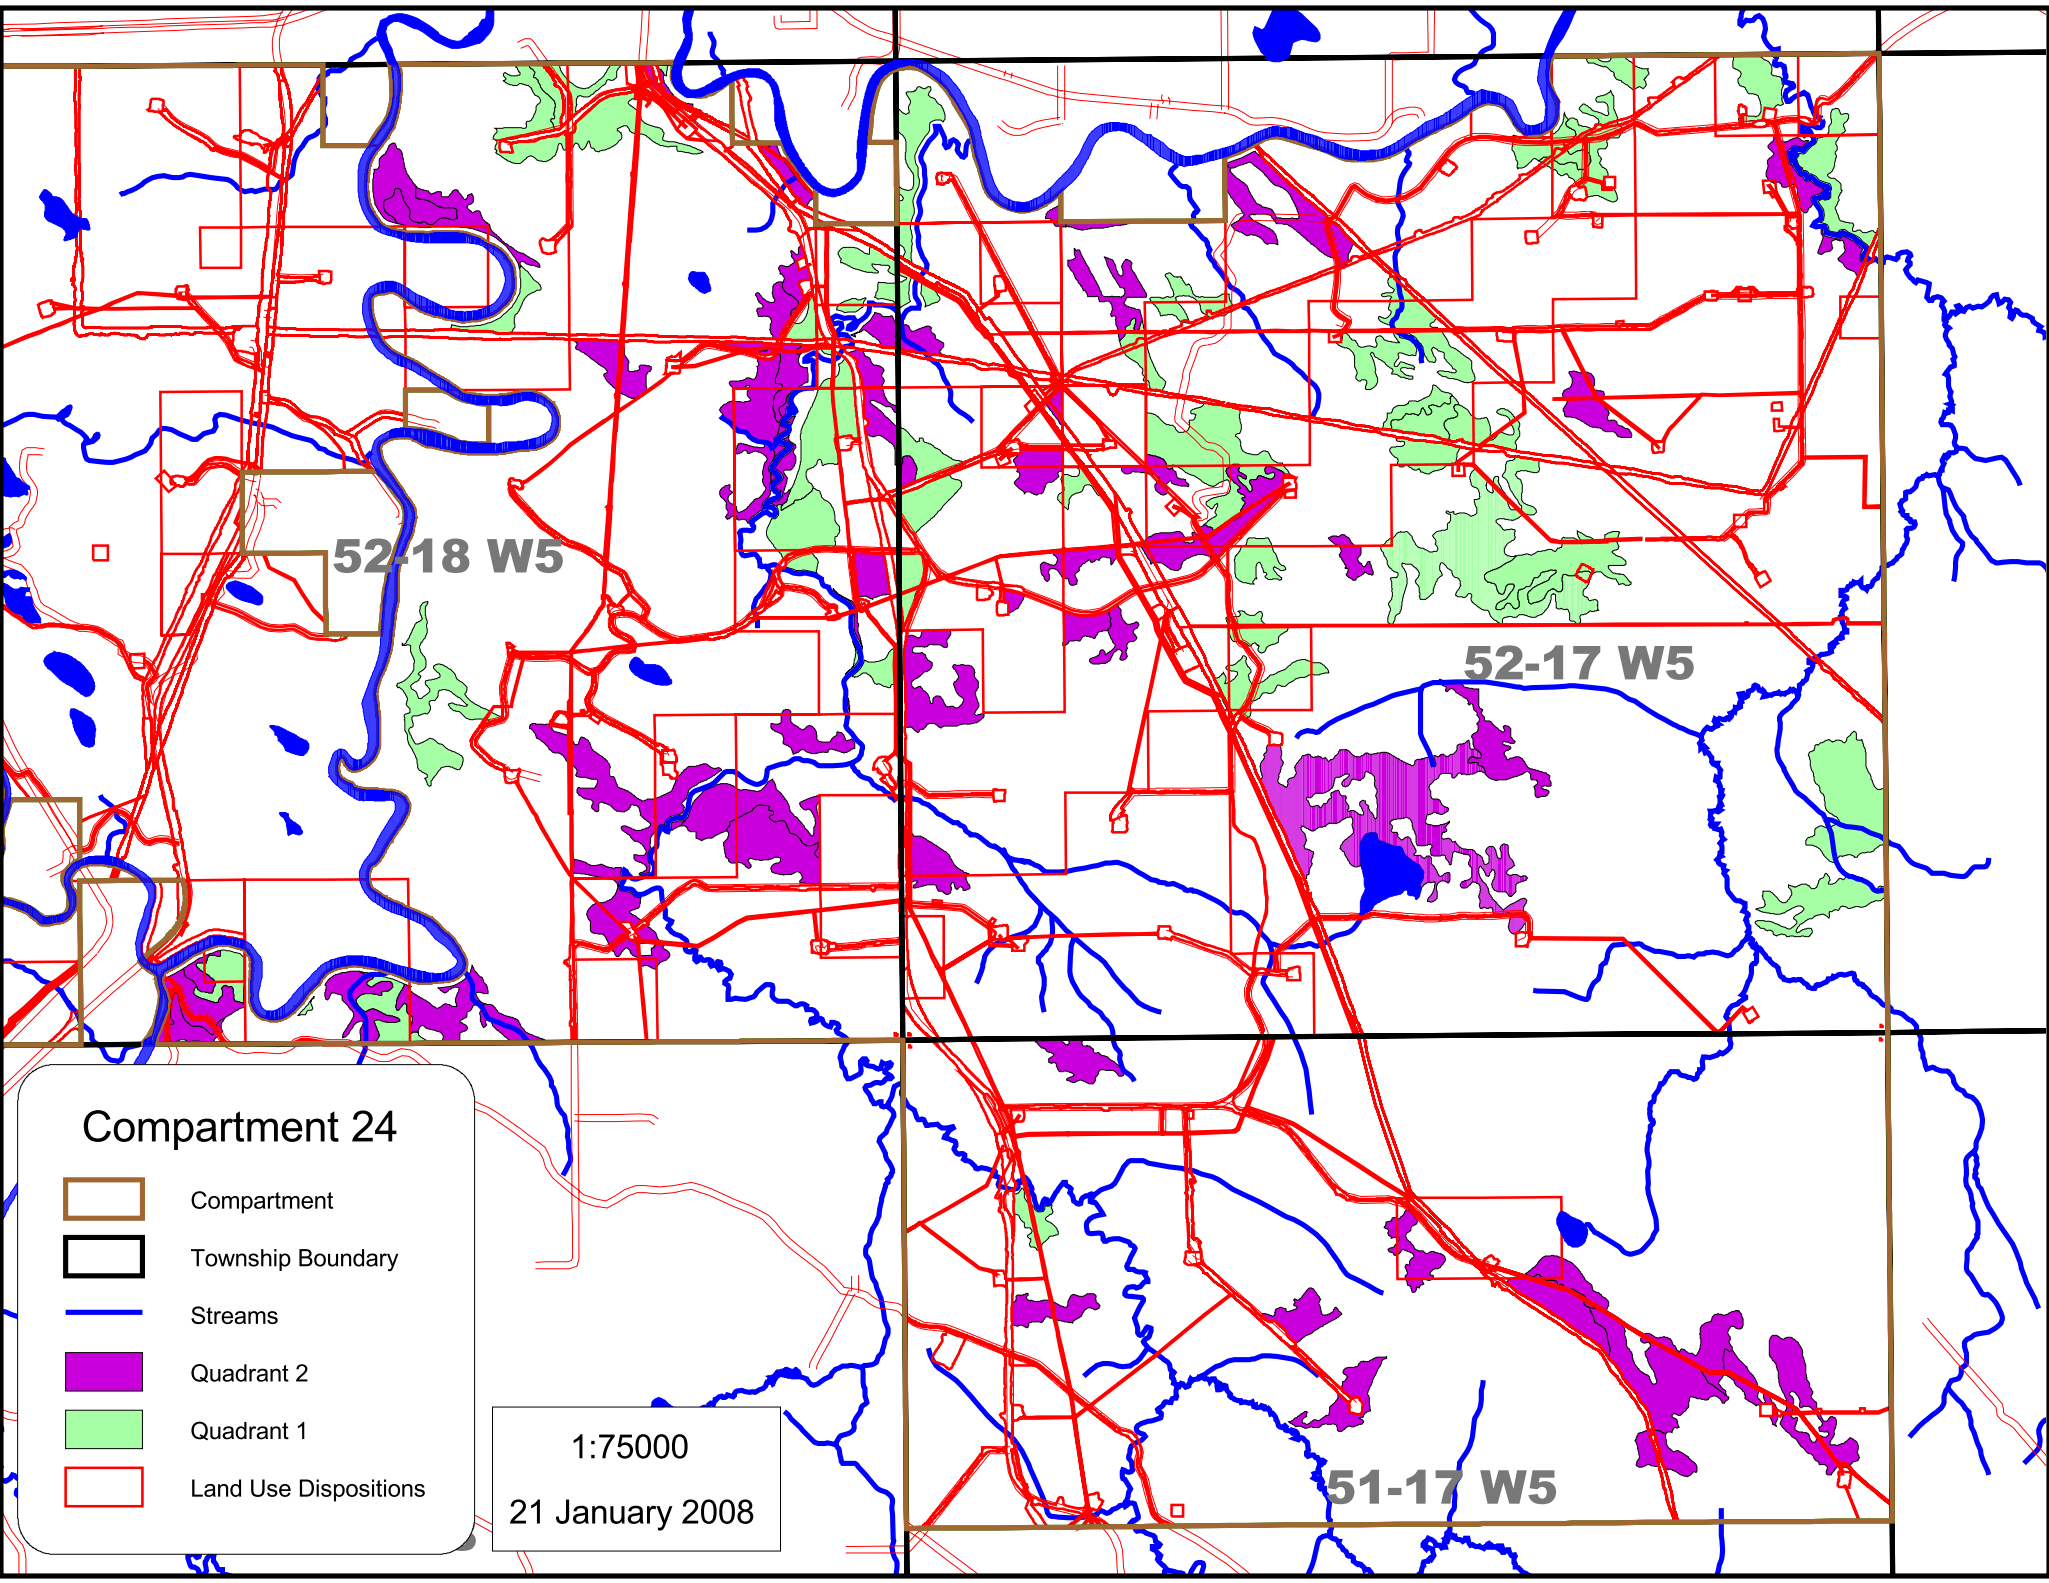 52-18 W5
52-17 W5
Compartment 24
Compartment
Township Boundary
Streams
Quadrant 2
Quadrant 1
Land Use Dispositions
1:75000
21 January 2008
51-17 W5